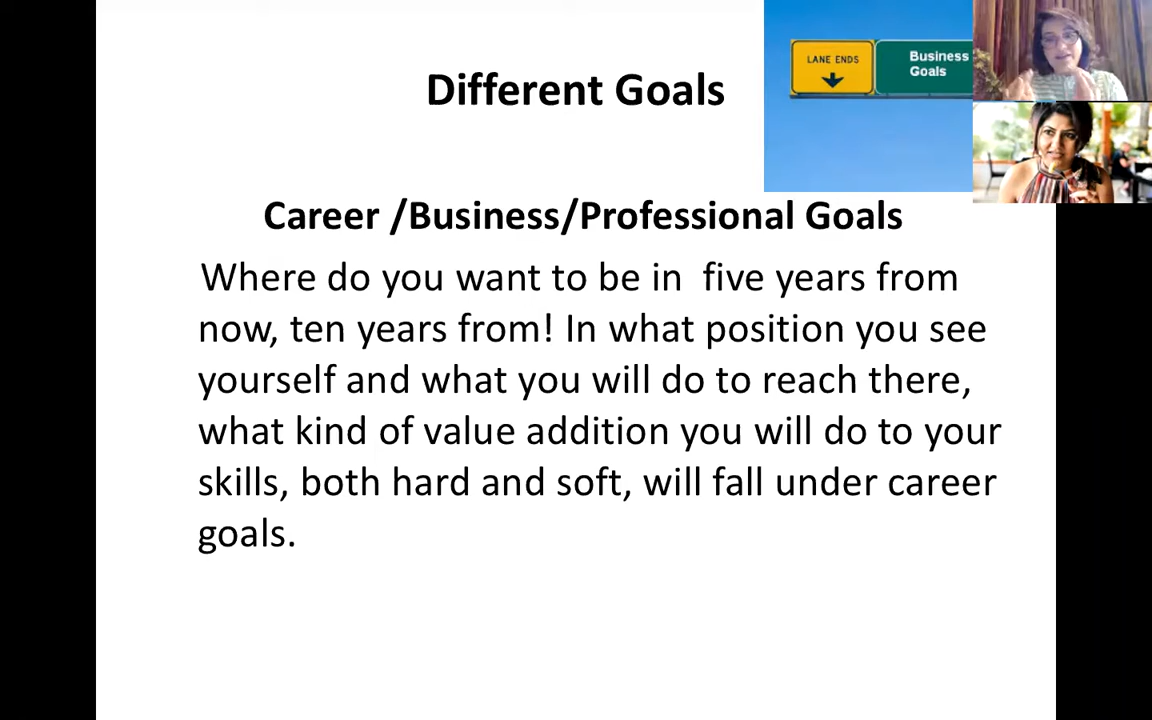 Different Goals
LANE ENDS
Business
Goals
Career /Business/Professional Goals
Where do you want to be in five years from
now, ten years from! In what position you see
yourself and what you will do to reach there,
what kind of value addition you will do to your
skills, both hard and soft, will fall under career
goals.